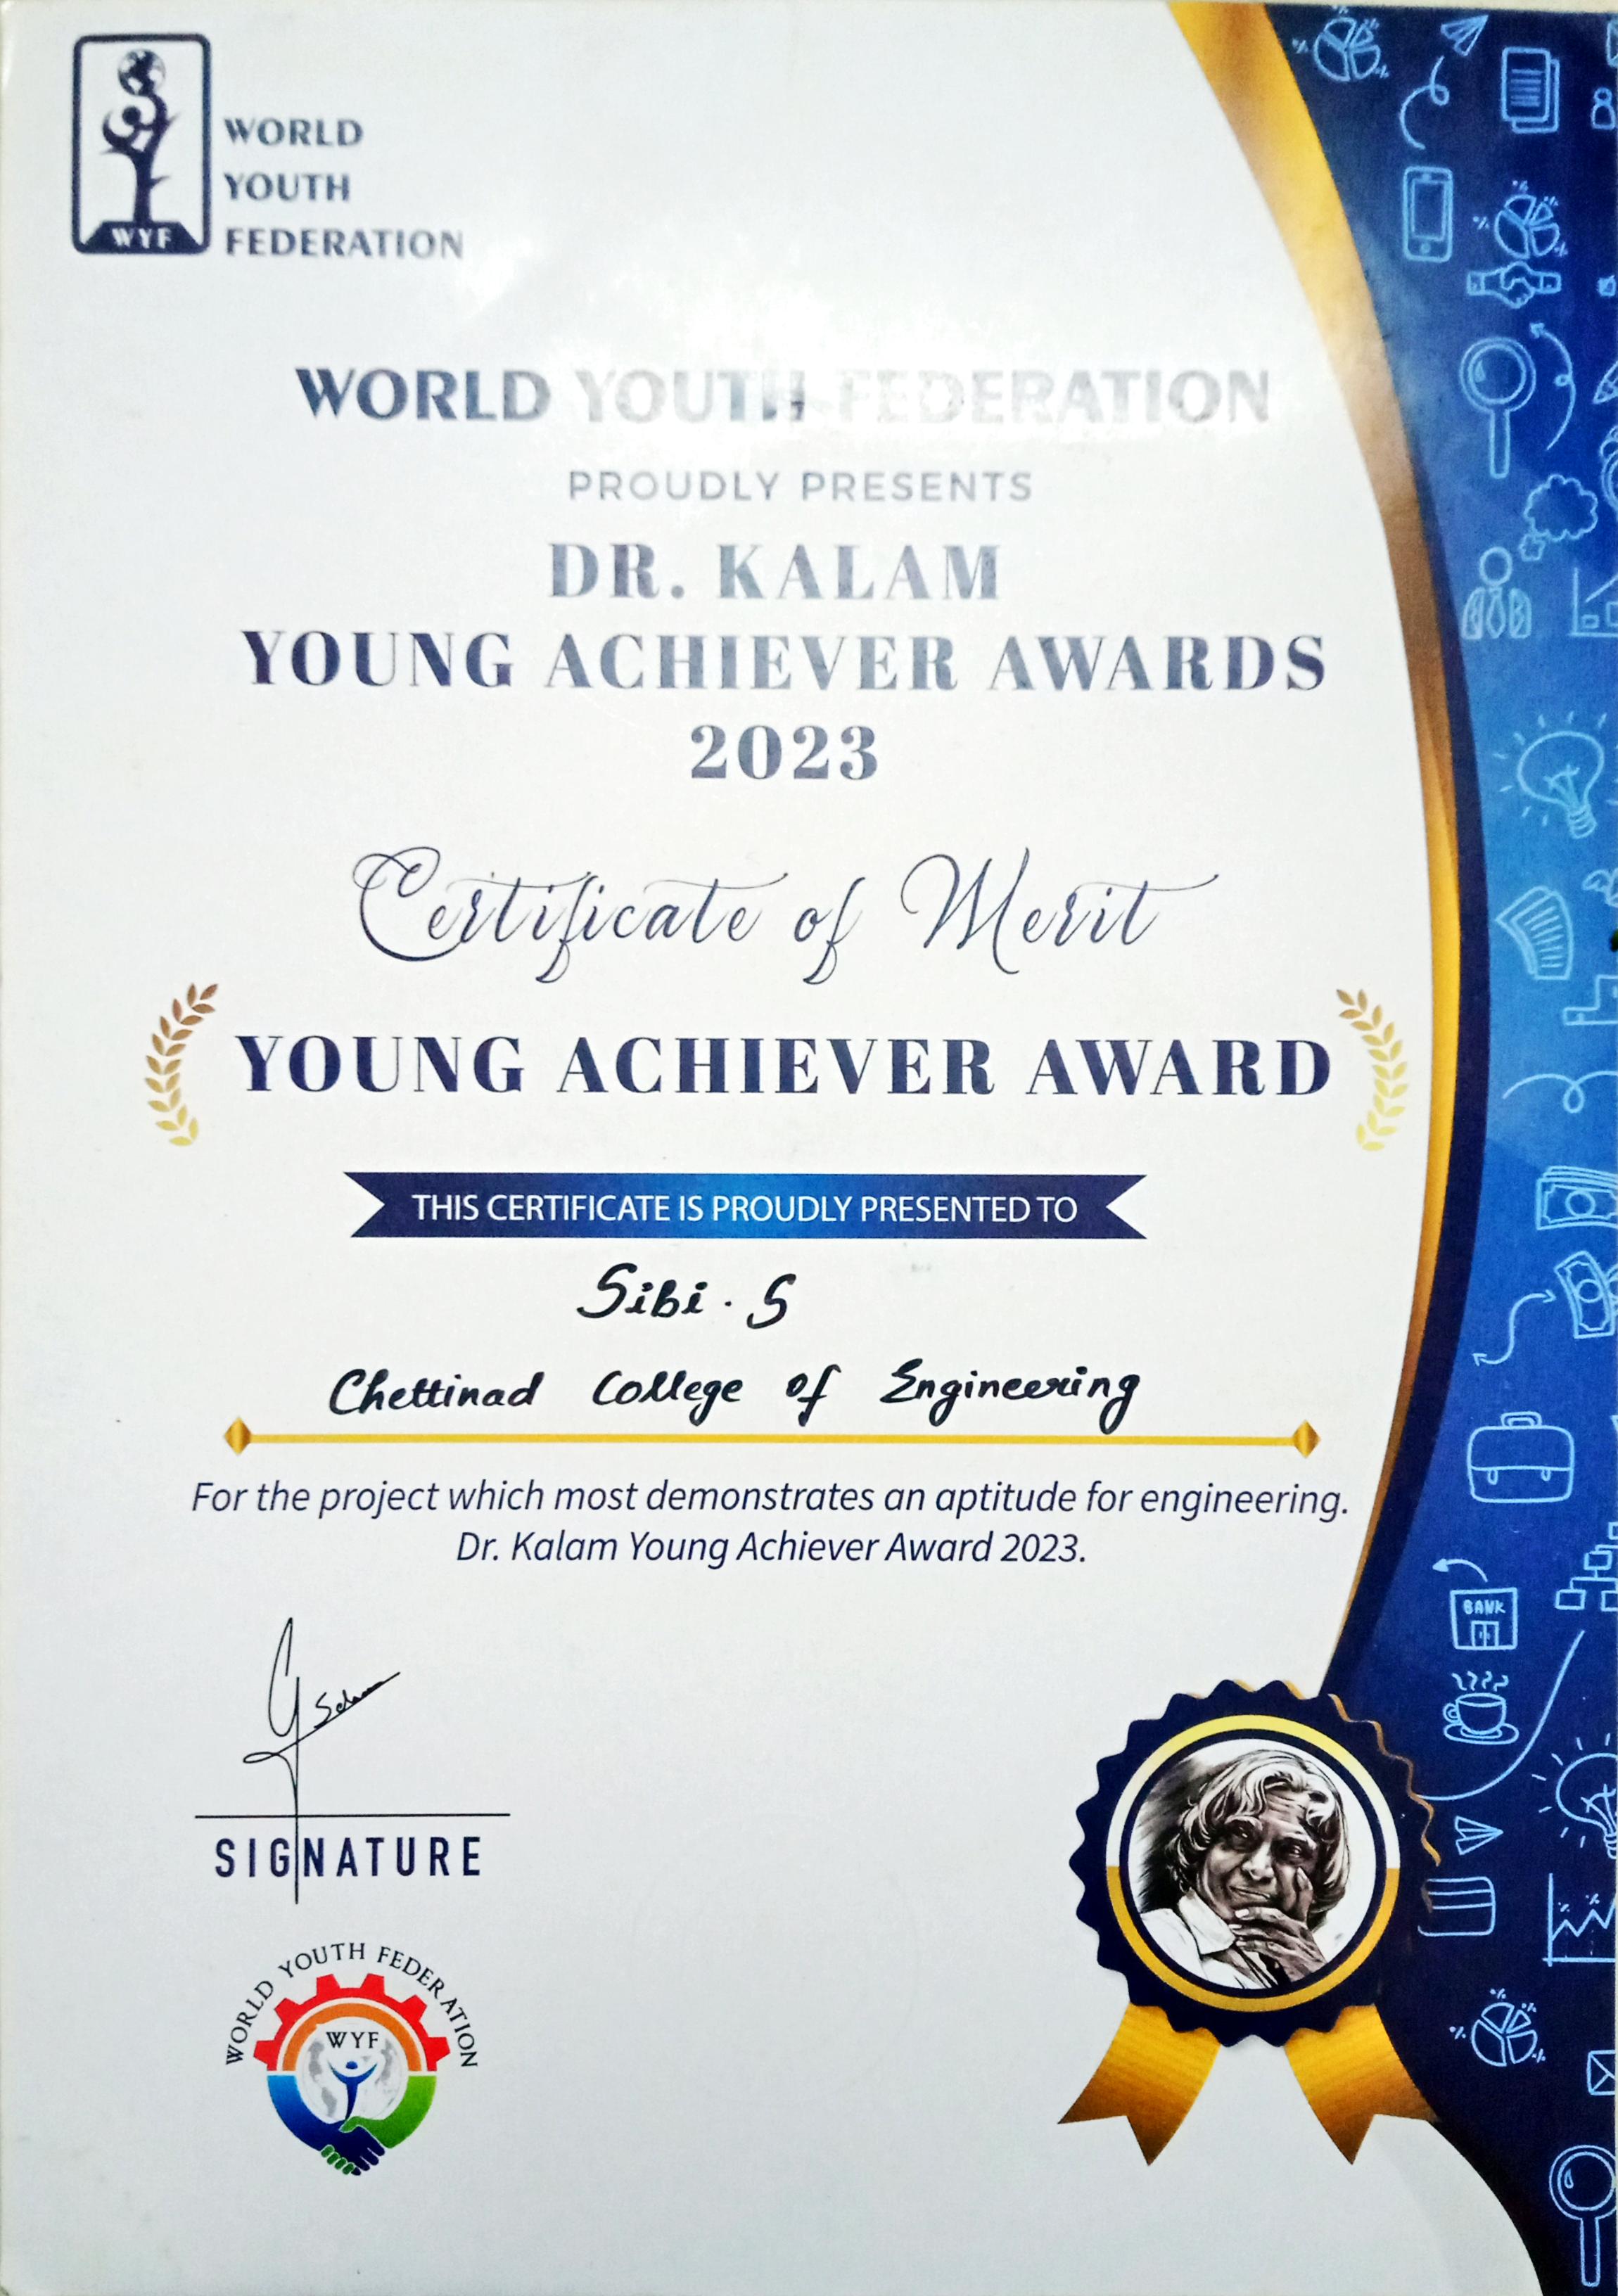 WYF
WORLD
YOUTH
FEDERATION
WORLD YOUTH FEDERATION
PROUDLY PRESENTS
DR. KALAM
YOUNG ACHIEVER AWARDS
2023
Certificate of Merit
YOUNG ACHIEVER AWARD
THIS CERTIFICATE IS PROUDLY PRESENTED TO
Sibi . S
Chettinad College of Engineering
For the project which most demonstrates an aptitude for engineering.
Dr. Kalam Young Achiever Award 2023.
BANK
SIGNATURE
WORLD YOUTH FEDERATION
WYF